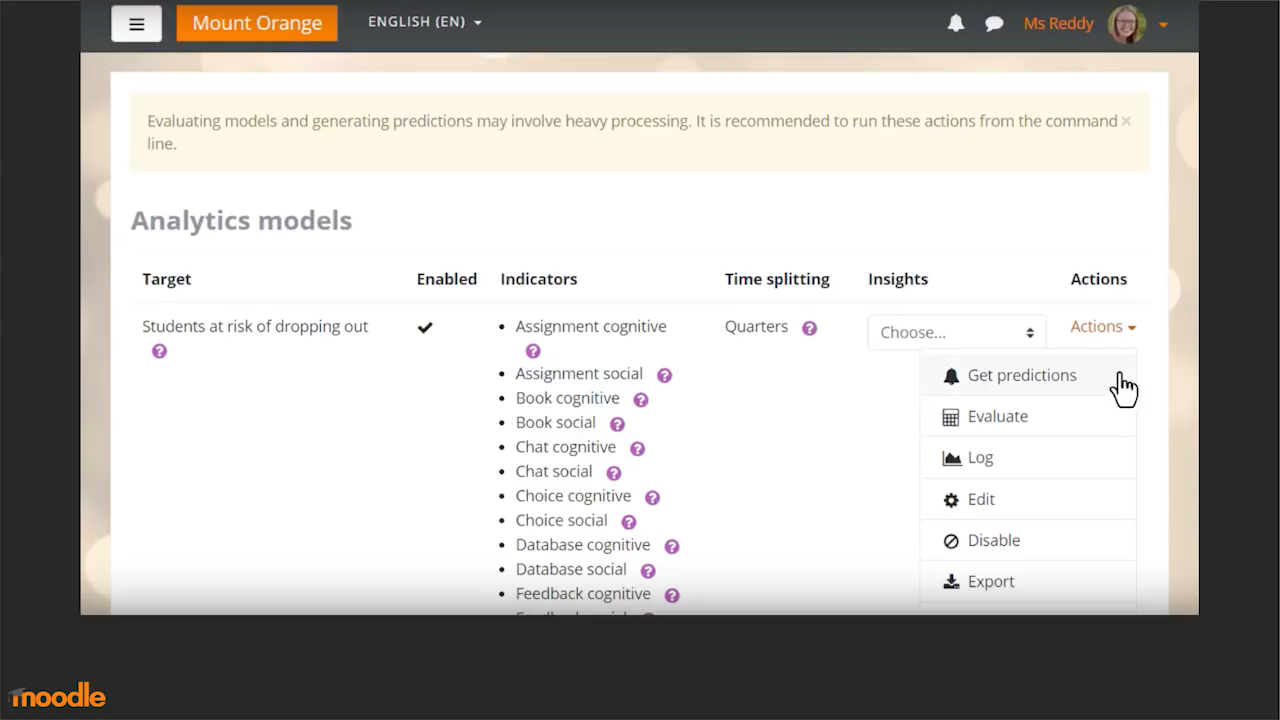 Mount Orange
ENGLISH (EN)
Ms Reddy
Evaluating models and generating predictions may involve heavy processing. It is recommended to run these actions from the command
line.
×
Analytics models
Target Enabled Indicators Time splitting Insights Actions
Students at risk of dropping out
?
• Assignment cognitive
?
• Assignment social ?
• Book cognitive ?
• Book social ?
• Chat cognitive ?
• Chat social ?
• Choice cognitive ?
• Choice social ?
• Database cognitive ?
• Database social ?
• Feedback cognitive ?
Quarters ?
Choose...
Actions
Get predictions
Evaluate
Log
Edit
Disable
Export
moodle